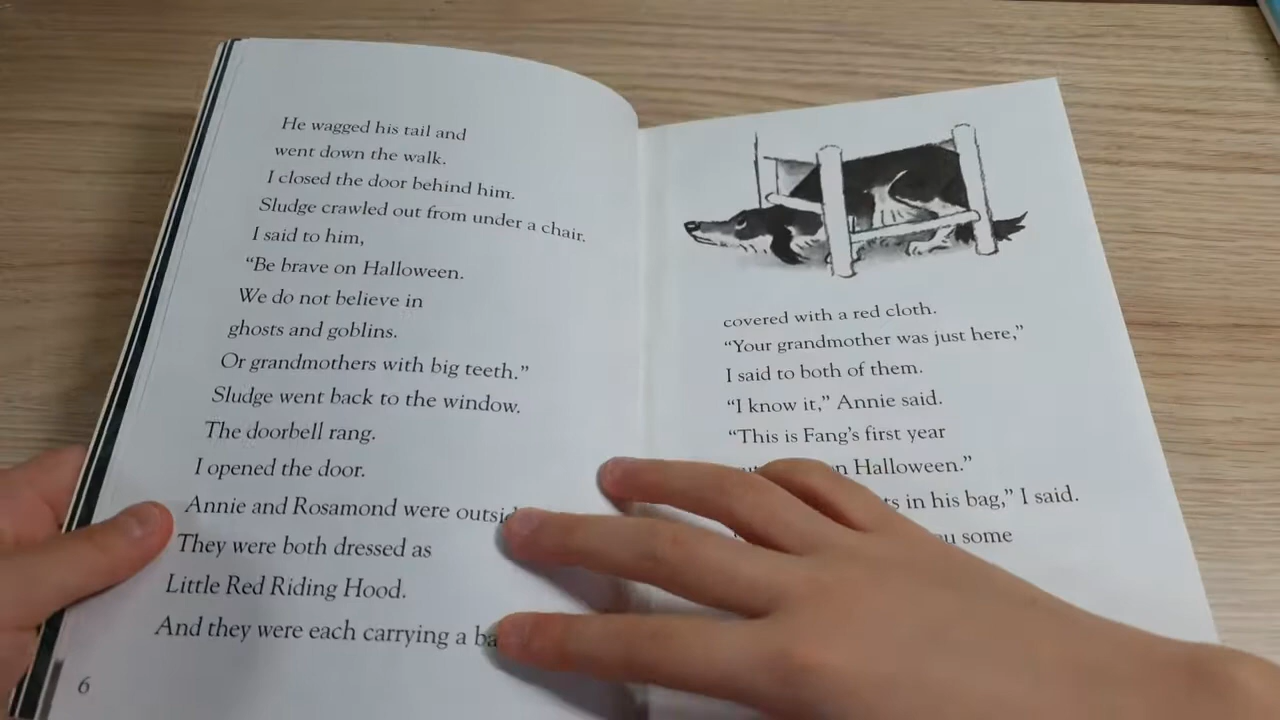 He wagged his tail and
went down the walk.
I closed the door behind him.
Sludge crawled out from under a chair.
I said to him,
“Be brave on Halloween.
We do not believe in
ghosts and goblins.
Or grandmothers with big teeth.”
Sludge went back to the window.
The doorbell rang.
I opened the door.
Annie and Rosamond were
They were both dressed as
Little Red Riding Hood.
And they were each carrying a
6
covered with a red cloth.
“Your grandmother was just here,”
I said to both of them.
“I know it,” Annie said.
“This is Fang’s first year
Halloween.”
in his bag,” I said.
some